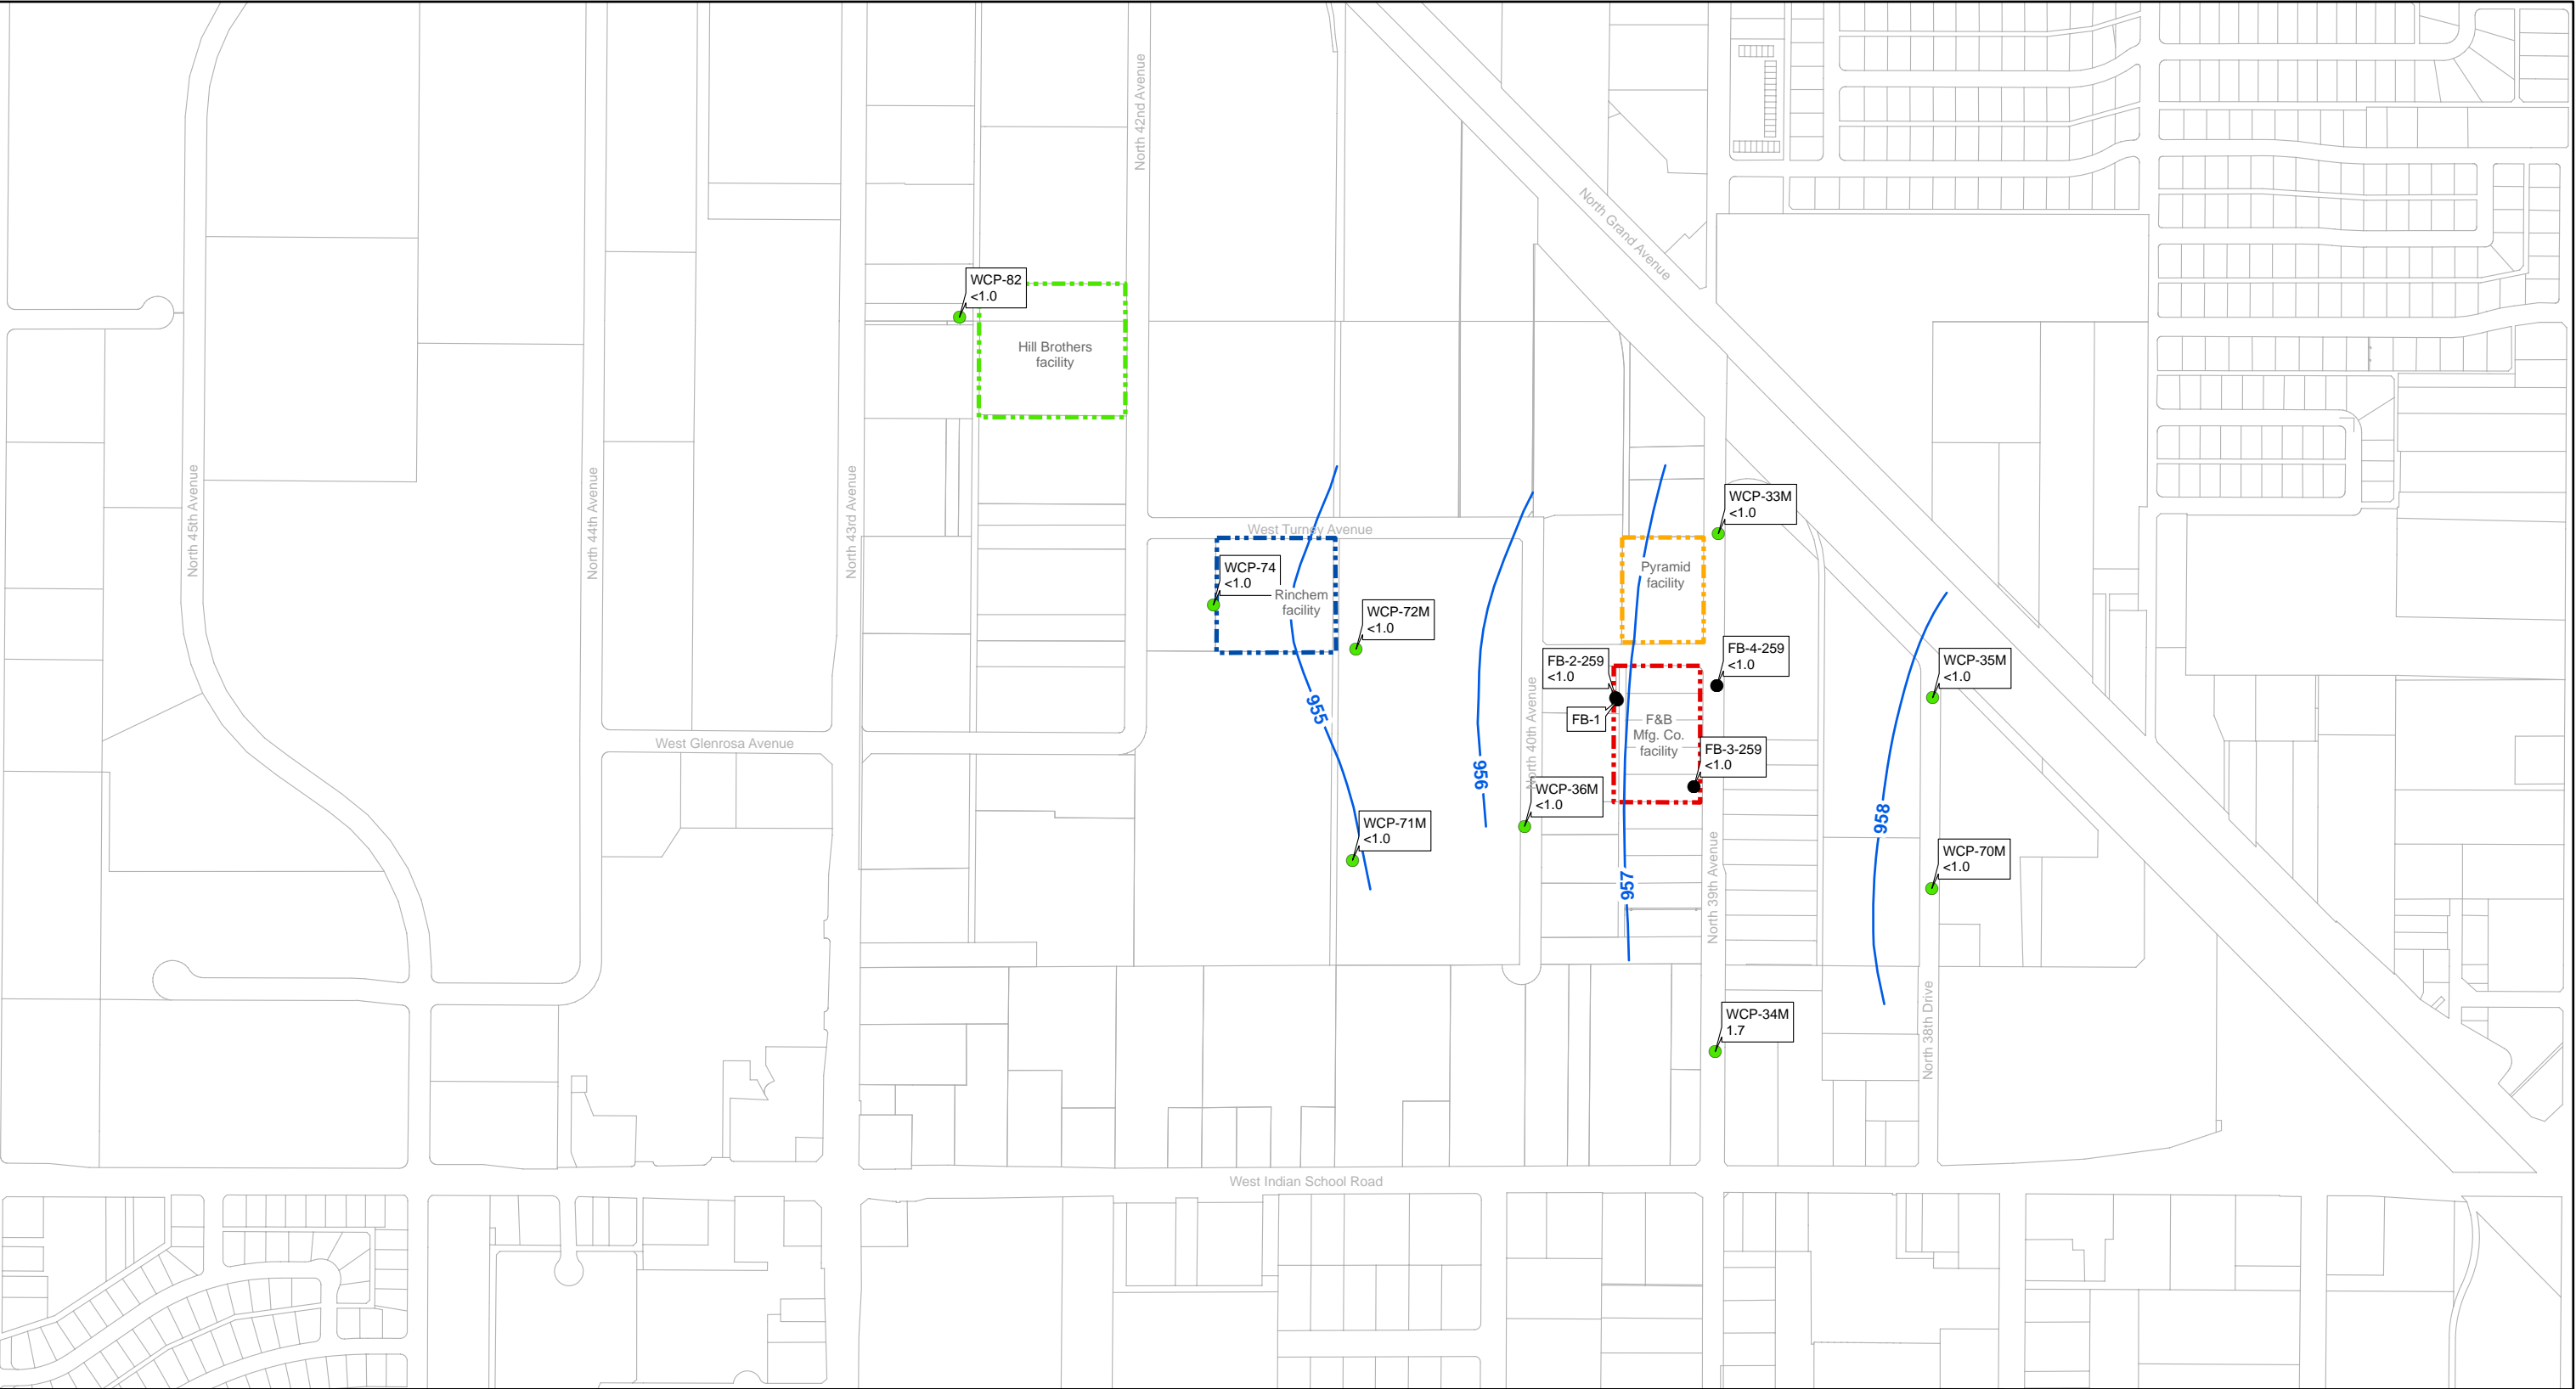 North 42nd Avenue
North Grand Avenue
WCP-82
<1.0
Hill Brothers
facility
North 45th Avenue
North 44th Avenue
North 43rd Avenue
WCP-33M
<1.0
West Turney Avenue
WCP-74
<1.0
Rinchem
facility
Pyramid
facility
WCP-72M
<1.0
FB-2-259
<1.0
FB-4-259
<1.0
WCP-35M
<1.0
955
FB-1
F&B
Mfg. Co.
facility
North 40th Avenue
West Glenrosa Avenue
FB-3-259
<1.0
956
WCP-36M
<1.0
958
WCP-71M
<1.0
WCP-70M
<1.0
957
North 39th Avenue
WCP-34M
1.7
North 38th Drive
West Indian School Road